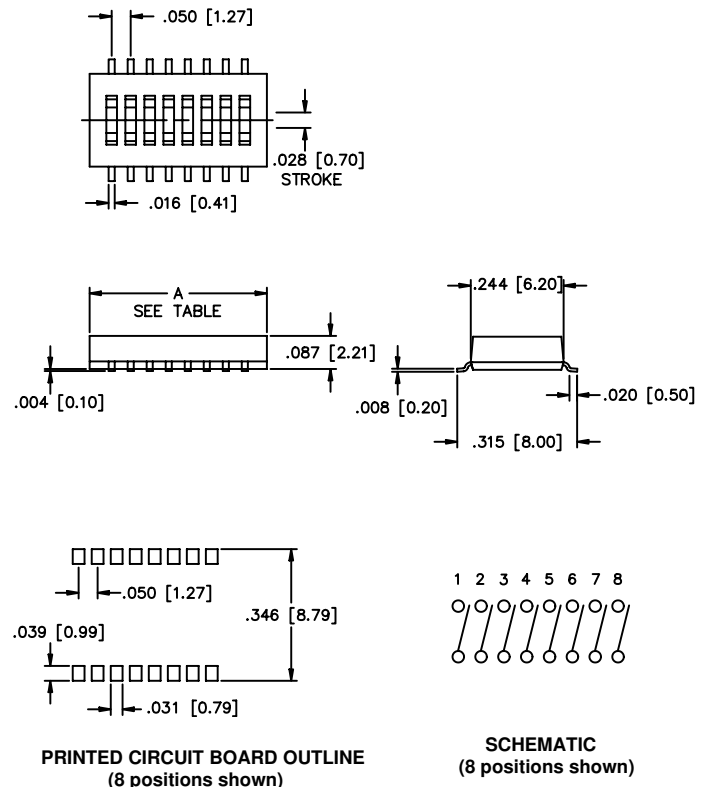 .050 [1.27]
.028 [0.70]
STROKE
.016 [0.41]
A
SEE TABLE
.087 [2.21]
.004 [0.10]
.244 [6.20]
.008 [0.20]
.020 [0.50]
.315 [8.00]
.050 [1.27]
.346 [8.79]
.039 [0.99]
.031 [0.79]
PRINTED CIRCUIT BOARD OUTLINE
(8 positions shown)
1 2 3 4 5 6 7 8
SCHEMATIC
(8 positions shown)